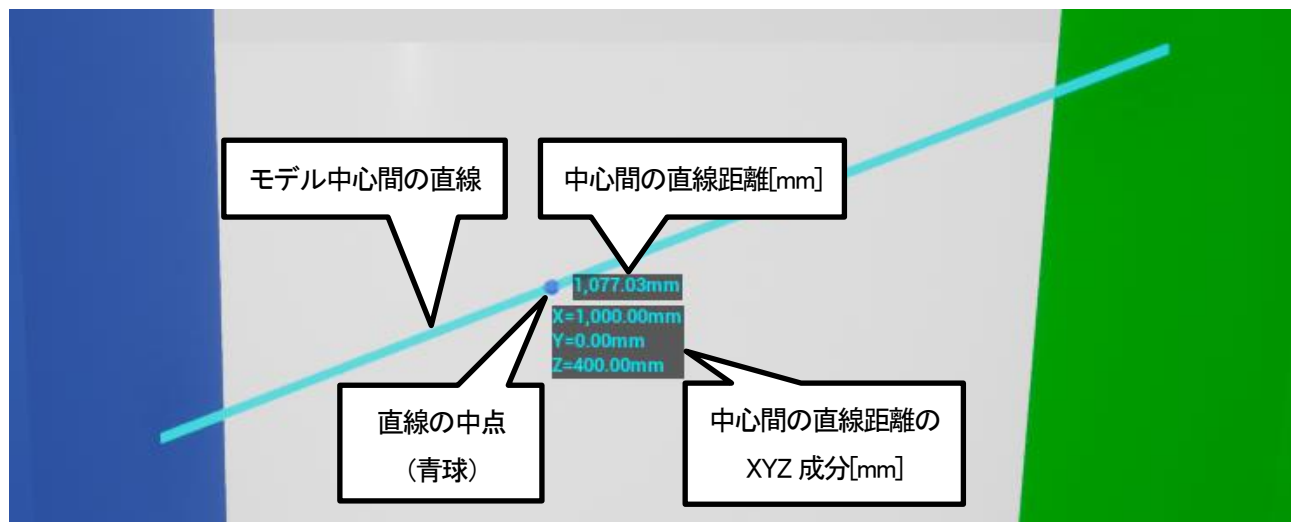 モデル中心間の直線
中心間の直線距離[mm]
1,077.03mm
X=1,000.00mm
Y=0.00mm
Z=400.00mm
直線の中点
(青球)
中心間の直線距離の
XYZ 成分[mm]